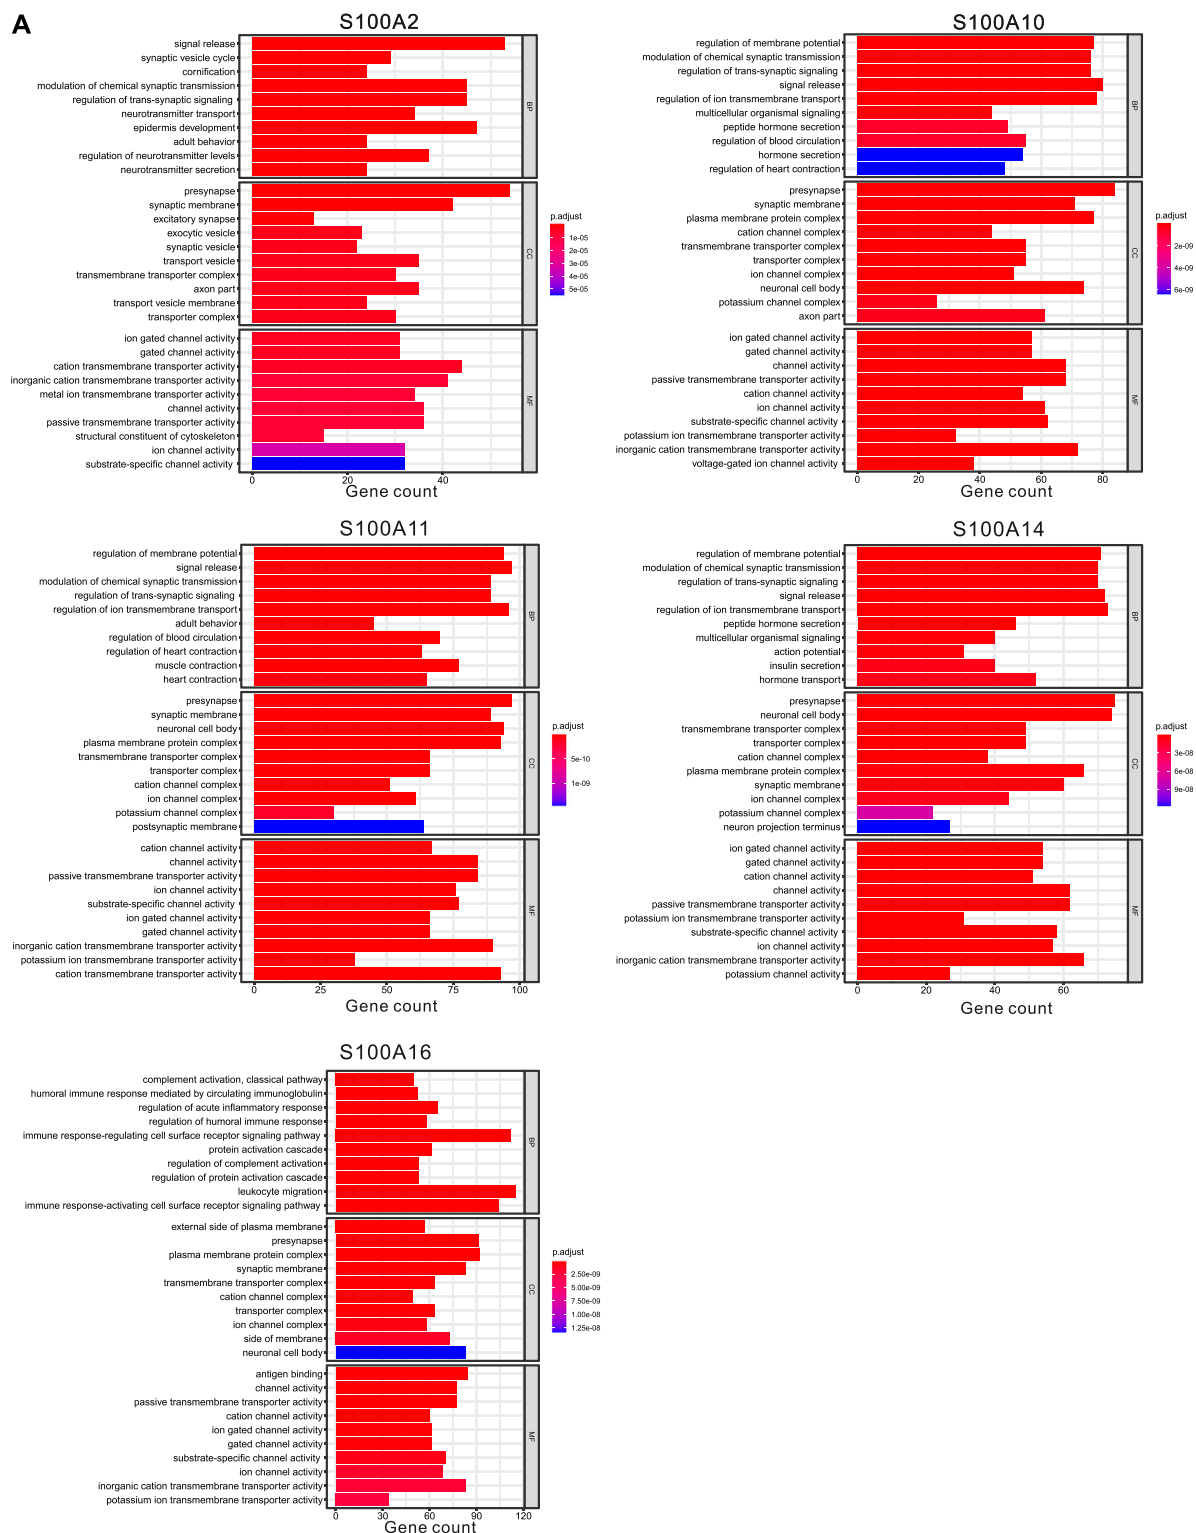 A
S100A2
signal release
synaptic vesicle cycle
cornification
modulation of chemical synaptic transmission
regulation of trans-synaptic signaling
neurotransmitter transport
epidermis development
adult behavior
regulation of neurotransmitter levels
neurotransmitter secretion
BP
presynapse
synaptic membrane
excitatory synapse
exocytic vesicle
synaptic vesicle
transport vesicle
transmembrane transporter complex
axon part
transport vesicle membrane
transporter complex
CC
ion gated channel activity
gated channel activity
cation transmembrane transporter activity
inorganic cation transmembrane transporter activity
metal ion transmembrane transporter activity
channel activity
passive transmembrane transporter activity
structural constituent of cytoskeleton
ion channel activity
substrate-specific channel activity
MF
0 20 40
Gene count
p.adjust
1e-05
2e-05
3e-05
4e-05
5e-05
S100A10
regulation of membrane potential
modulation of chemical synaptic transmission
regulation of trans-synaptic signaling
signal release
regulation of ion transmembrane transport
multicellular organismal signaling
peptide hormone secretion
regulation of blood circulation
hormone secretion
regulation of heart contraction
BP
presynapse
synaptic membrane
plasma membrane protein complex
cation channel complex
transmembrane transporter complex
transporter complex
ion channel complex
neuronal cell body
potassium channel complex
axon part
CC
ion gated channel activity
gated channel activity
channel activity
passive transmembrane transporter activity
cation channel activity
ion channel activity
substrate-specific channel activity
potassium ion transmembrane transporter activity
inorganic cation transmembrane transporter activity
voltage-gated ion channel activity
MF
0 20 40 60 80
Gene count
p.adjust
2e-09
4e-09
6e-09
S100A11
regulation of membrane potential
signal release
modulation of chemical synaptic transmission
regulation of trans-synaptic signaling
regulation of ion transmembrane transport
adult behavior
regulation of blood circulation
regulation of heart contraction
muscle contraction
heart contraction
BP
presynapse
synaptic membrane
neuronal cell body
plasma membrane protein complex
transmembrane transporter complex
transporter complex
cation channel complex
ion channel complex
potassium channel complex
postsynaptic membrane
CC
cation channel activity
channel activity
passive transmembrane transporter activity
ion channel activity
substrate-specific channel activity
ion gated channel activity
gated channel activity
inorganic cation transmembrane transporter activity
potassium ion transmembrane transporter activity
cation transmembrane transporter activity
MF
0 25 50 75 100
Gene count
p.adjust
5e-10
1e-09
S100A14
regulation of membrane potential
modulation of chemical synaptic transmission
regulation of trans-synaptic signaling
signal release
regulation of ion transmembrane transport
peptide hormone secretion
multicellular organismal signaling
action potential
insulin secretion
hormone transport
BP
presynapse
neuronal cell body
transmembrane transporter complex
transporter complex
cation channel complex
plasma membrane protein complex
synaptic membrane
ion channel complex
potassium channel complex
neuron projection terminus
CC
ion gated channel activity
gated channel activity
cation channel activity
channel activity
passive transmembrane transporter activity
potassium ion transmembrane transporter activity
substrate-specific channel activity
ion channel activity
inorganic cation transmembrane transporter activity
potassium channel activity
MF
0 20 40 60
Gene count
p.adjust
3e-08
6e-08
9e-08
S100A16
complement activation, classical pathway
humoral immune response mediated by circulating immunoglobulin
regulation of acute inflammatory response
regulation of humoral immune response
immune response-regulating cell surface receptor signaling pathway
protein activation cascade
regulation of complement activation
regulation of protein activation cascade
leukocyte migration
immune response-activating cell surface receptor signaling pathway
BP
external side of plasma membrane
presynapse
plasma membrane protein complex
synaptic membrane
transmembrane transporter complex
cation channel complex
transporter complex
ion channel complex
side of membrane
neuronal cell body
CC
antigen binding
channel activity
passive transmembrane transporter activity
cation channel activity
ion gated channel activity
gated channel activity
substrate-specific channel activity
ion channel activity
inorganic cation transmembrane transporter activity
potassium ion transmembrane transporter activity
MF
0 30 60 90 120
Gene count
p.adjust
2.50e-09
5.00e-09
7.50e-09
1.00e-08
1.25e-08